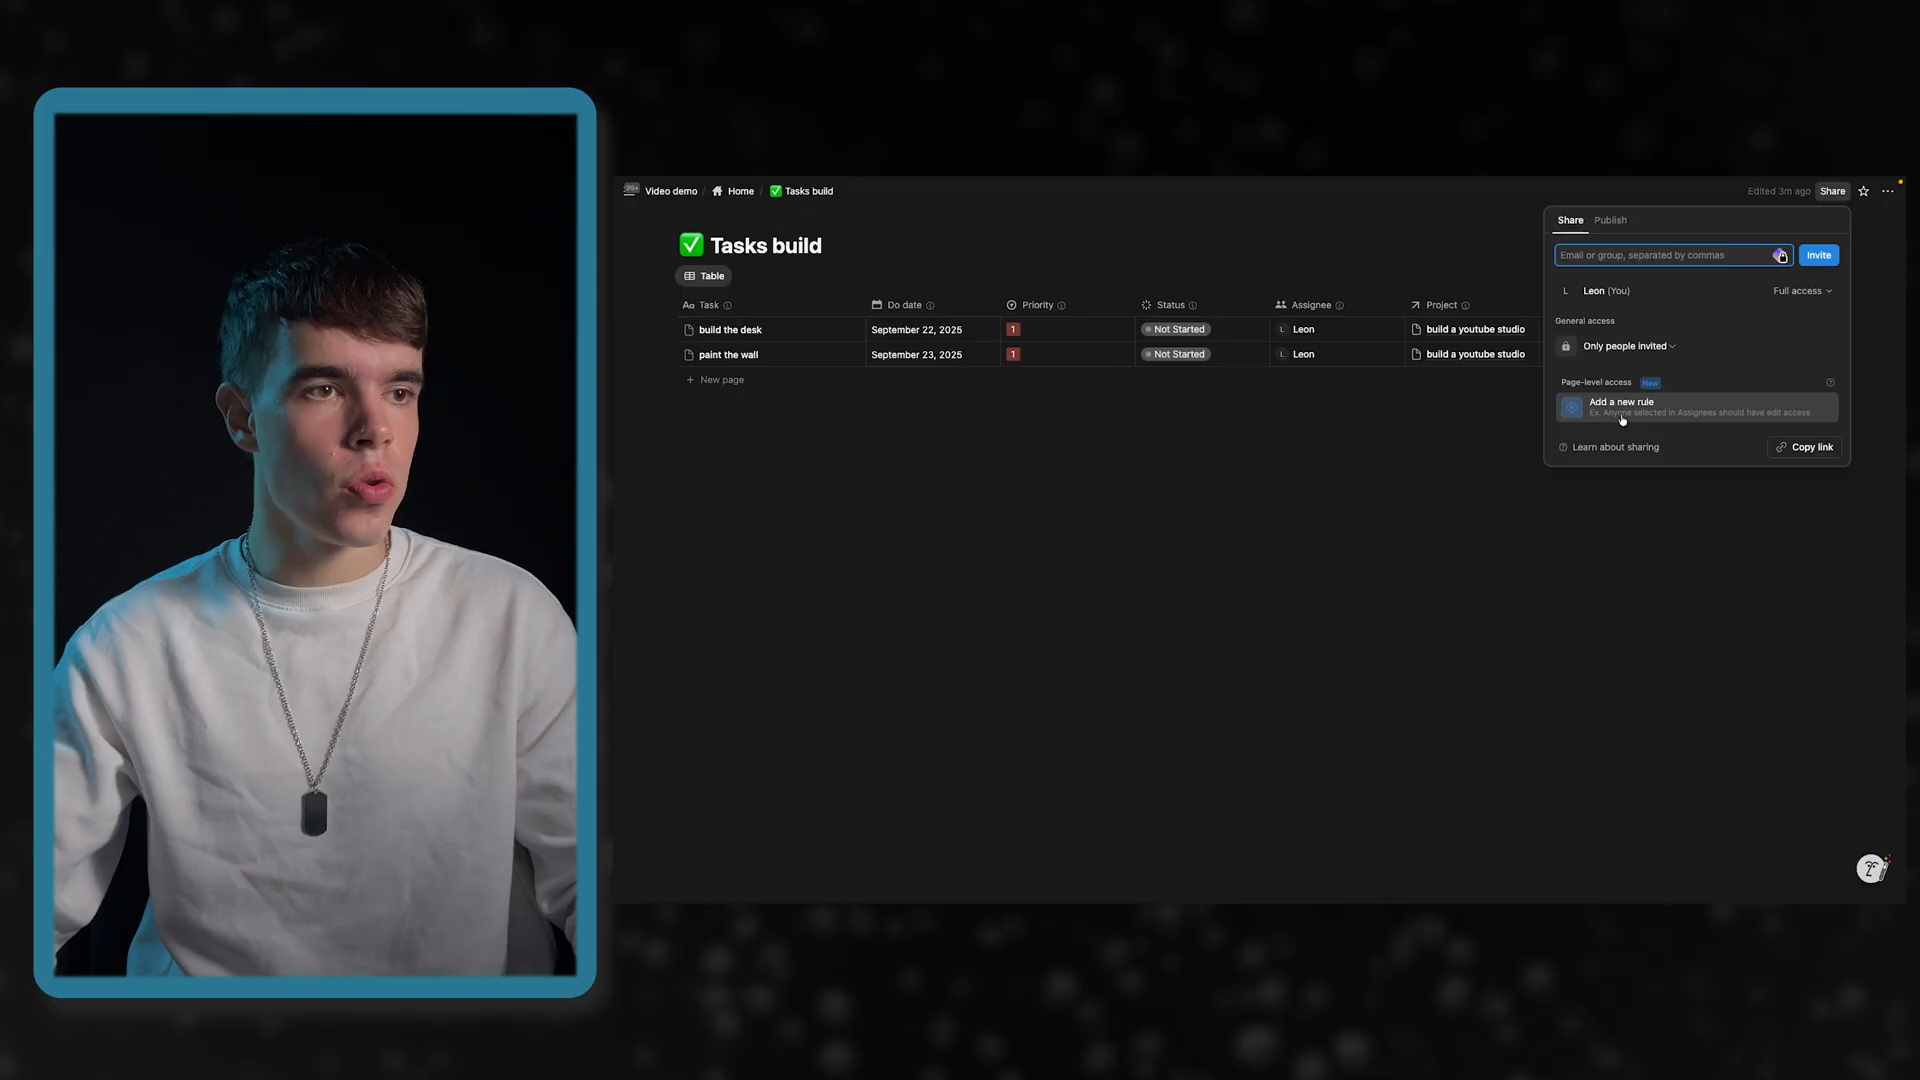 Video demo / Home / Tasks build
Edited 3m ago Share
Tasks build
Table
Task Do date Priority Status Assignee Project
build the desk September 22, 2025 1 Not Started L Leon build a youtube studio
paint the wall September 23, 2025 1 Not Started L Leon build a youtube studio
New page
Share Publish
Email or group, separated by commas Invite
L Leon (You) Full access
General access
Only people invited
Page-level access New
Add a new rule
Ex. Anyone selected in Assignees should have edit access
Learn about sharing Copy link